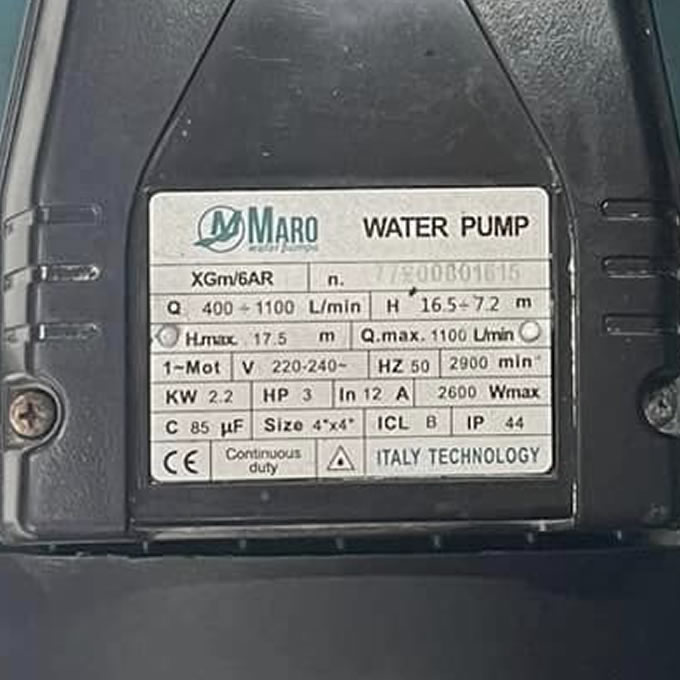 MARO
water pumps
WATER PUMP
XGm/6AR n.
Q 400 ÷ 1100 L/min H 16.5÷7.2 m
H.max. 17.5 m Q.max. 1100 L/min
1~Mot V 220-240~ HZ 50 2900 min⁻
KW 2.2 HP 3 In 12 A 2600 Wmax
C 85 µF Size 4"x4" ICL B IP 44
CE Continuous duty ITALY TECHNOLOGY